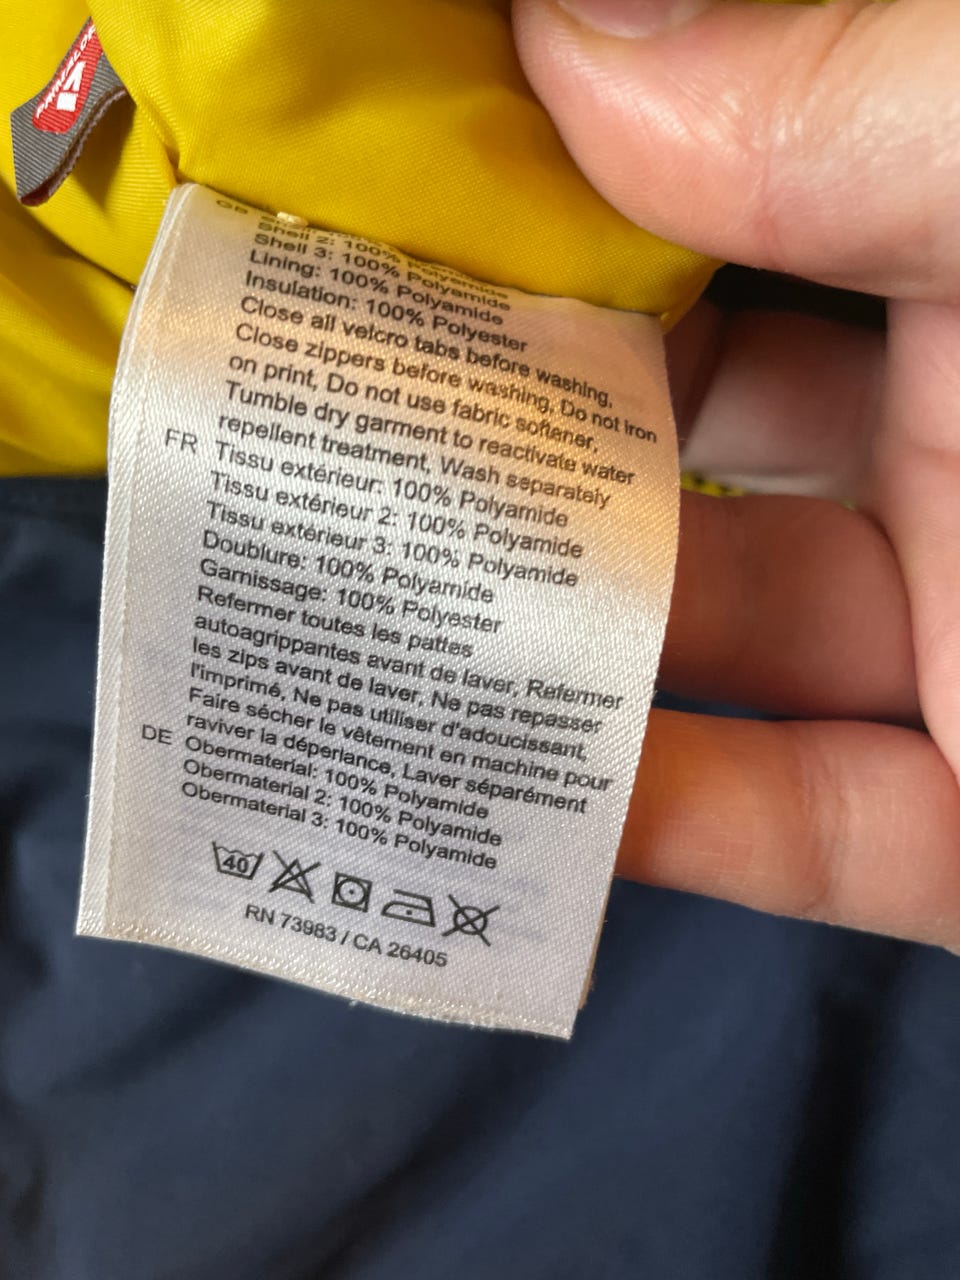 GB
Shell 2: 100% Polyamide
Shell 3: 100% Polyamide
Lining: 100% Polyamide
Insulation: 100% Polyester
Close all velcro tabs before washing,
Close zippers before washing, Do not iron
on print, Do not use fabric softener,
Tumble dry garment to reactivate water
repellent treatment, Wash separately
FR Tissu extérieur: 100% Polyamide
Tissu extérieur 2: 100% Polyamide
Tissu extérieur 3: 100% Polyamide
Doublure: 100% Polyamide
Garnissage: 100% Polyester
Refermer toutes les pattes
autoagrippantes avant de laver, Refermer
les zips avant de laver, Ne pas repasser
l'imprimé, Ne pas utiliser d'adoucissant,
Faire sécher le vêtement en machine pour
raviver la déperlance, Laver séparément
DE Obermaterial: 100% Polyamide
Obermaterial 2: 100% Polyamide
Obermaterial 3: 100% Polyamide
40
RN 73983 / CA 26405